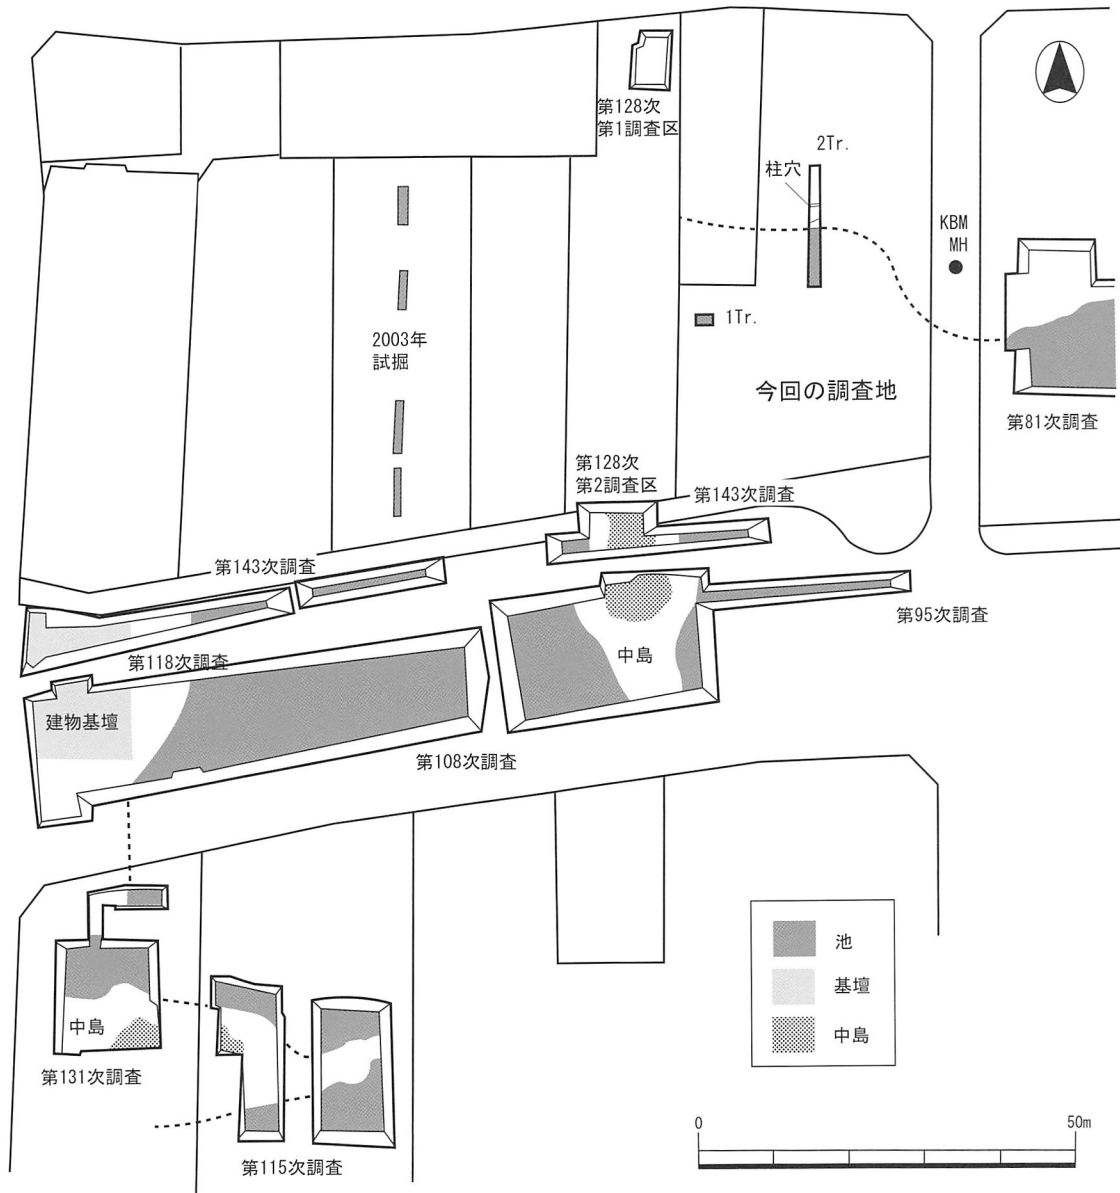 第128次
第1調査区
2Tr.
柱穴
KBM
MH
1Tr.
2003年
試掘
今回の調査地
第81次調査
第128次
第2調査区
第143次調査
第143次調査
第95次調査
中島
第118次調査
建物基壇
第108次調査
池
基壇
中島
中島
第131次調査
第115次調査
0
50m